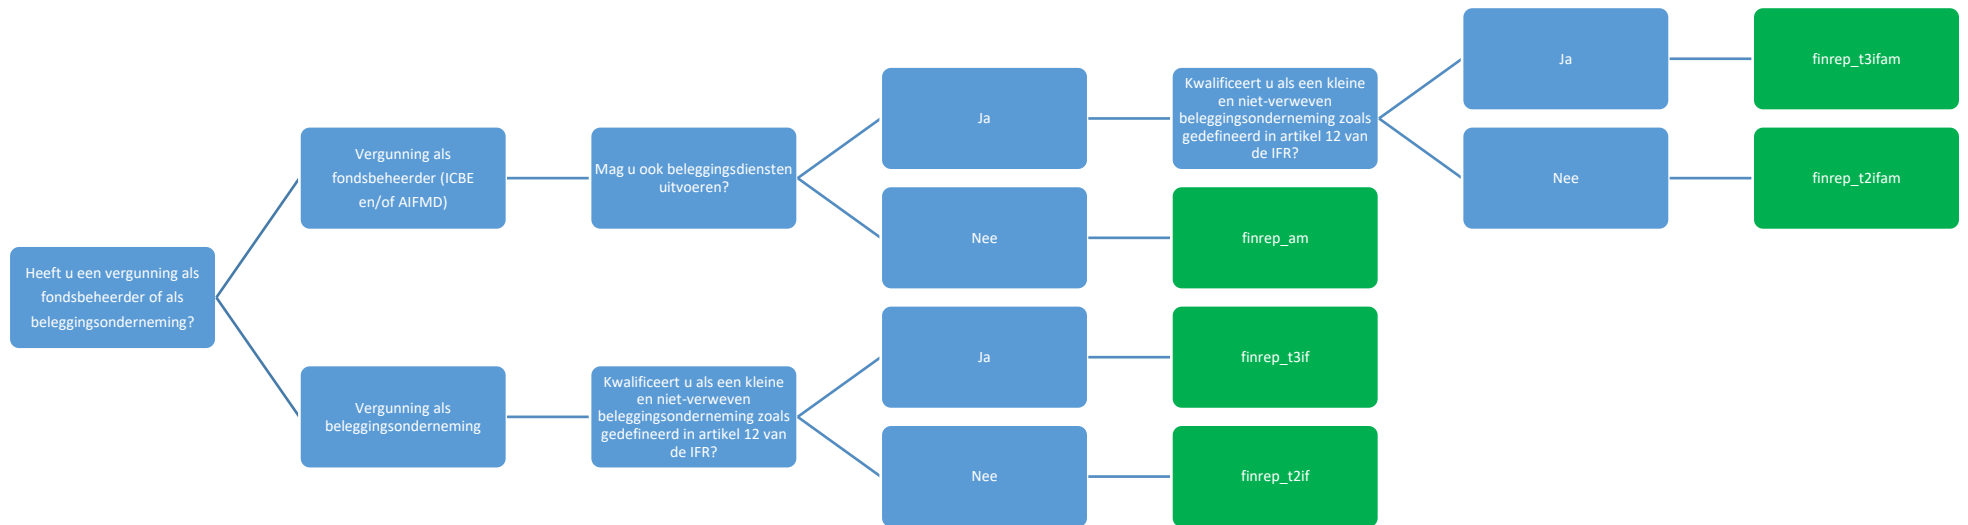 Heeft u een vergunning als
fondsbeheerder of als
beleggingsonderneming?
Vergunning als
fondsbeheerder (ICBE
en/of AIFMD)
Mag u ook beleggingsdiensten
uitvoeren?
Ja
Kwalificeert u als een kleine
en niet-verweven
beleggingsonderneming zoals
gedefineerd in artikel 12 van
de IFR?
Ja
finrep_t3ifam
Nee
finrep_t2ifam
Nee
finrep_am
Vergunning als
beleggingsonderneming
Kwalificeert u als een kleine
en niet-verweven
beleggingsonderneming zoals
gedefineerd in artikel 12 van
de IFR?
Ja
finrep_t3if
Nee
finrep_t2if